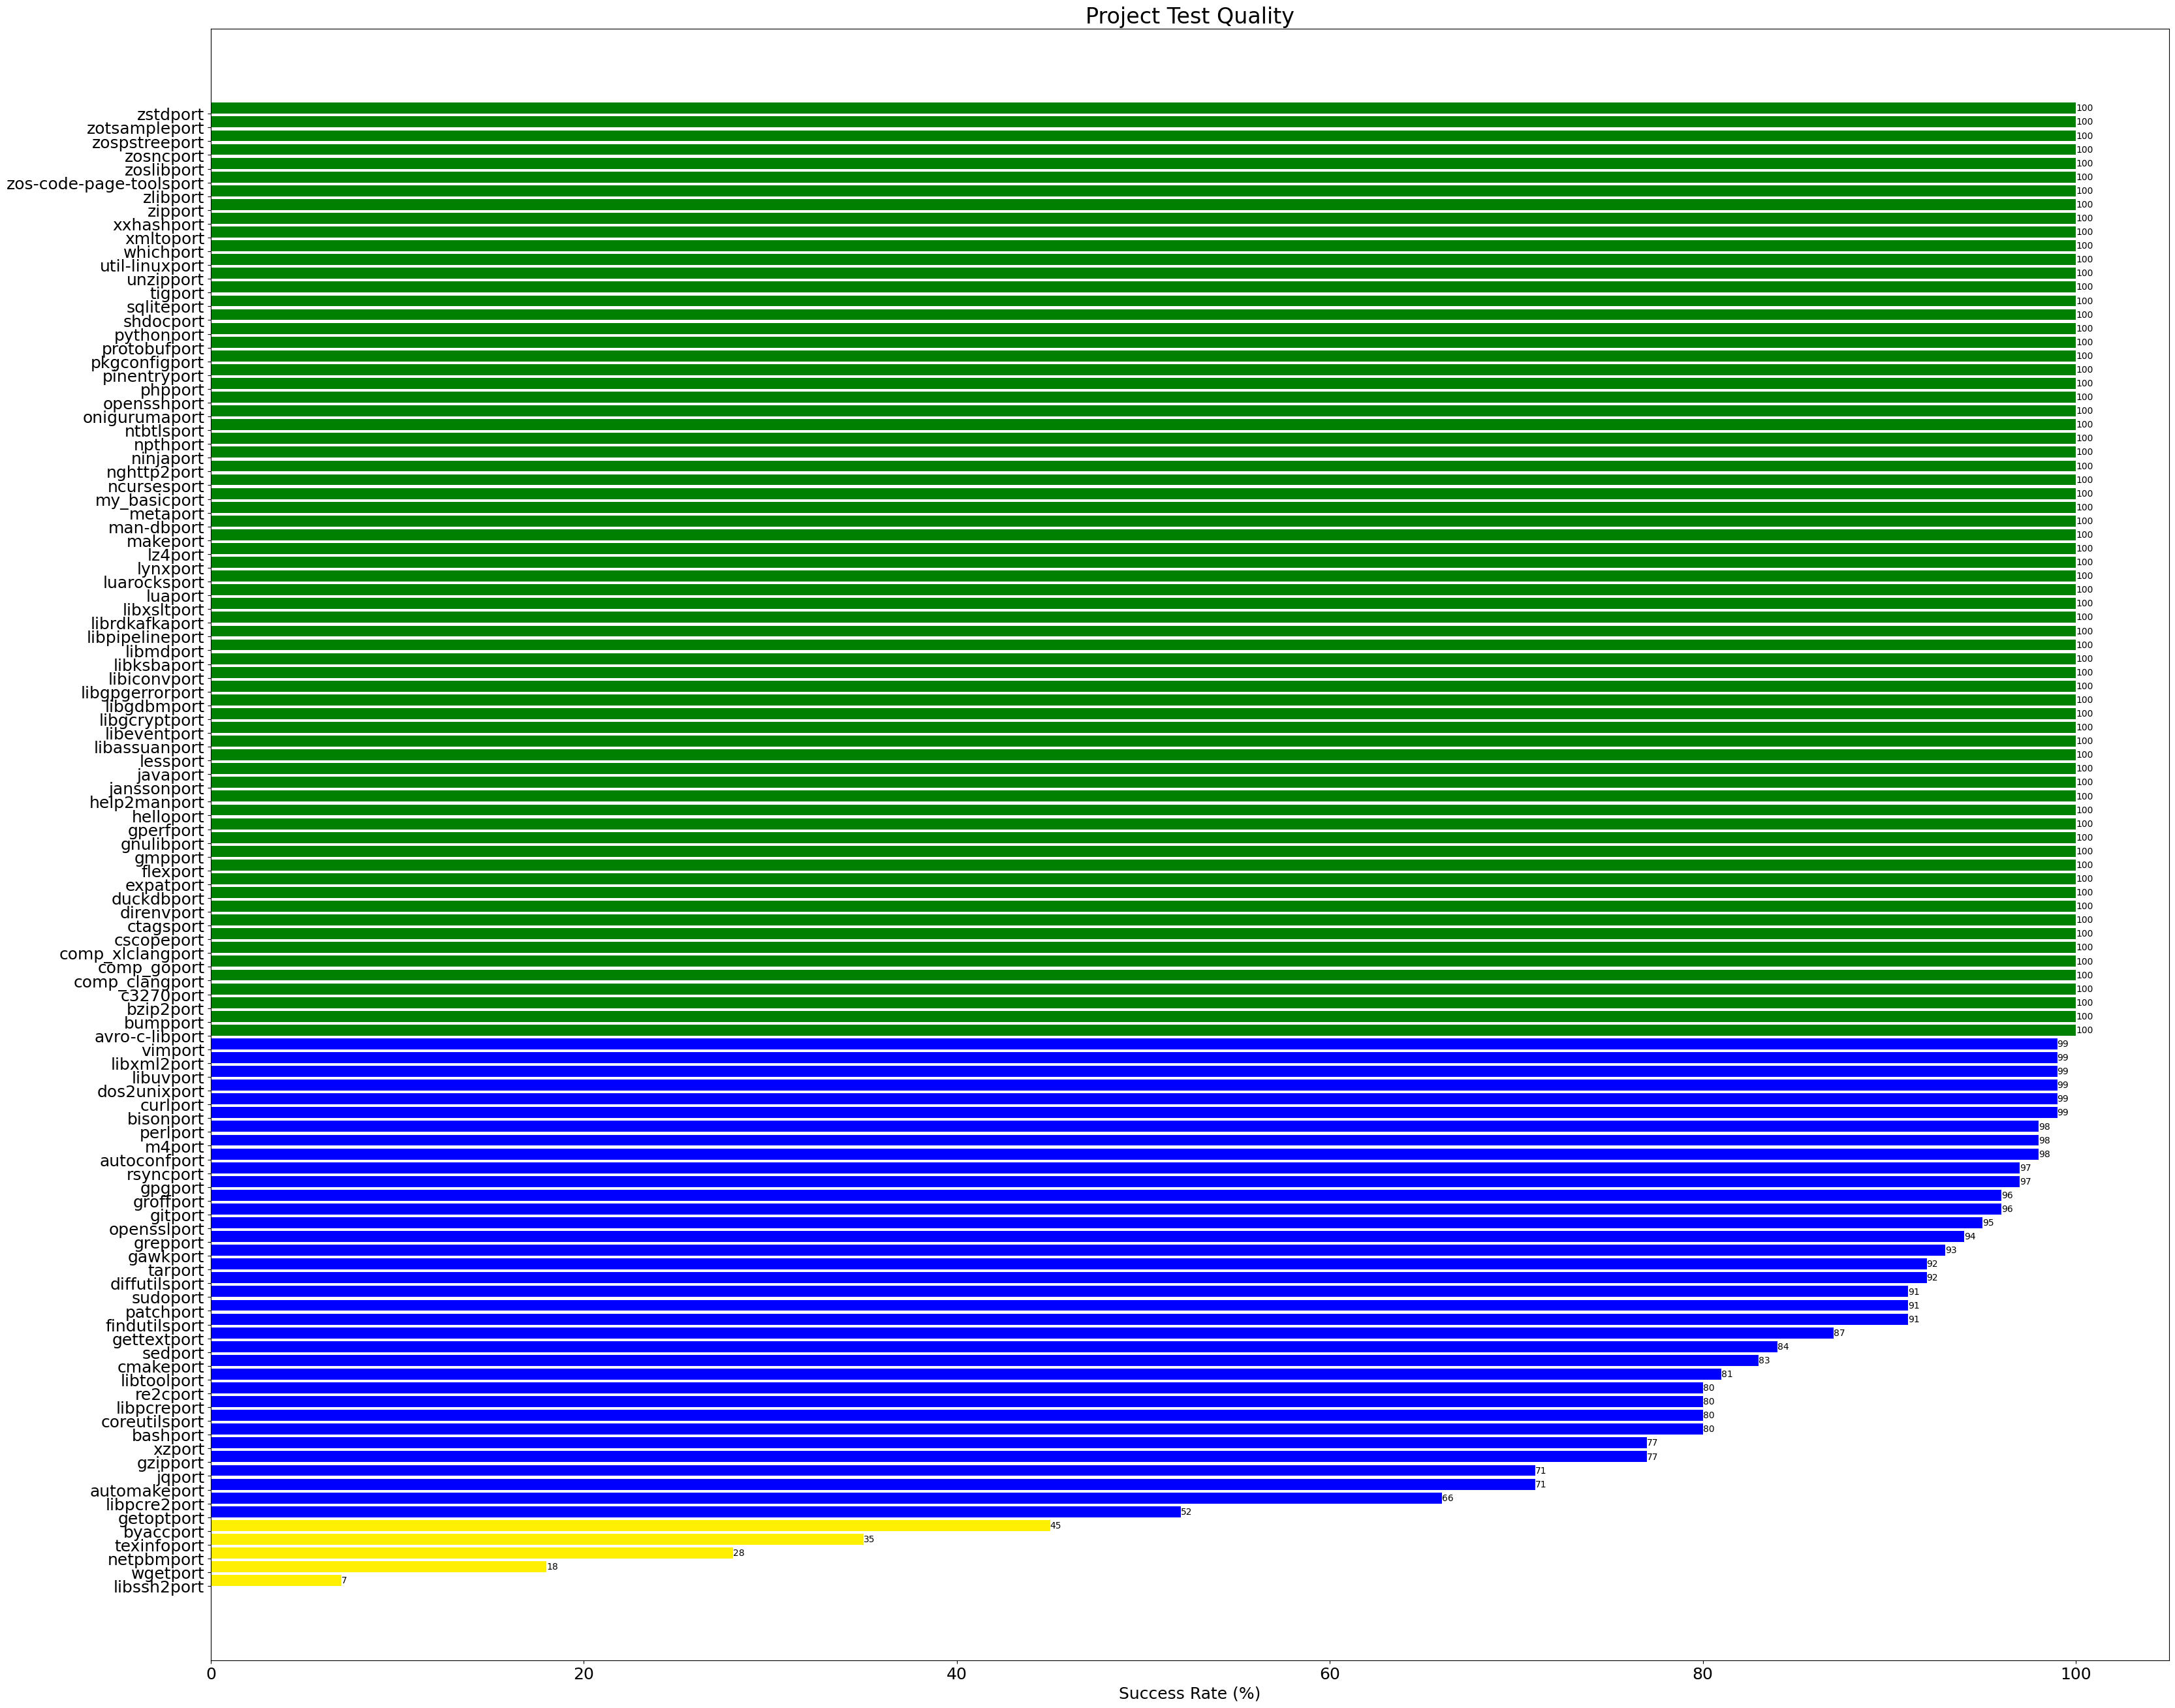 Project Test Quality
zstdport 100
zotsampleport 100
zospstreeport 100
zosncport 100
zoslibport 100
zos-code-page-toolsport 100
zlibport 100
zipport 100
xxhashport 100
xmltoport 100
whichport 100
util-linuxport 100
unzipport 100
tigport 100
sqliteport 100
shdocport 100
pythonport 100
protobufport 100
pkgconfigport 100
pinentryport 100
phpport 100
opensshport 100
onigurumaport 100
ntbtlsport 100
npthport 100
ninjaport 100
nghttp2port 100
ncursesport 100
my_basicport 100
metaport 100
man-dbport 100
makeport 100
lz4port 100
lynxport 100
luarocksport 100
luaport 100
libxsltport 100
librdkafkaport 100
libpipelineport 100
libmdport 100
libksbaport 100
libiconvport 100
libgpgerrorport 100
libgdbmport 100
libgcryptport 100
libeventport 100
libassuanport 100
lessport 100
javaport 100
janssonport 100
help2manport 100
helloport 100
gperfport 100
gnulibport 100
gmpport 100
flexport 100
expatport 100
duckdbport 100
direnvport 100
ctagsport 100
cscopeport 100
comp_xlclangport 100
comp_goport 100
comp_clangport 100
c3270port 100
bzip2port 100
bumpport 100
avro-c-libport 100
vimport 99
libxml2port 99
libuvport 99
dos2unixport 99
curlport 99
bisonport 99
perlport 98
m4port 98
autoconfport 98
rsyncport 97
gpgport 97
groffport 96
gitport 96
opensslport 95
grepport 94
gawkport 93
tarport 92
diffutilsport 92
sudoport 91
patchport 91
findutilsport 91
gettextport 87
sedport 84
cmakeport 83
libtoolport 81
re2cport 80
libpcreport 80
coreutilsport 80
bashport 80
xzport 77
gzipport 77
jqport 71
automakeport 71
libpcre2port 66
getoptport 52
byaccport 45
texinfoport 35
netpbmport 28
wgetport 18
libssh2port 7
0 20 40 60 80 100
Success Rate (%)